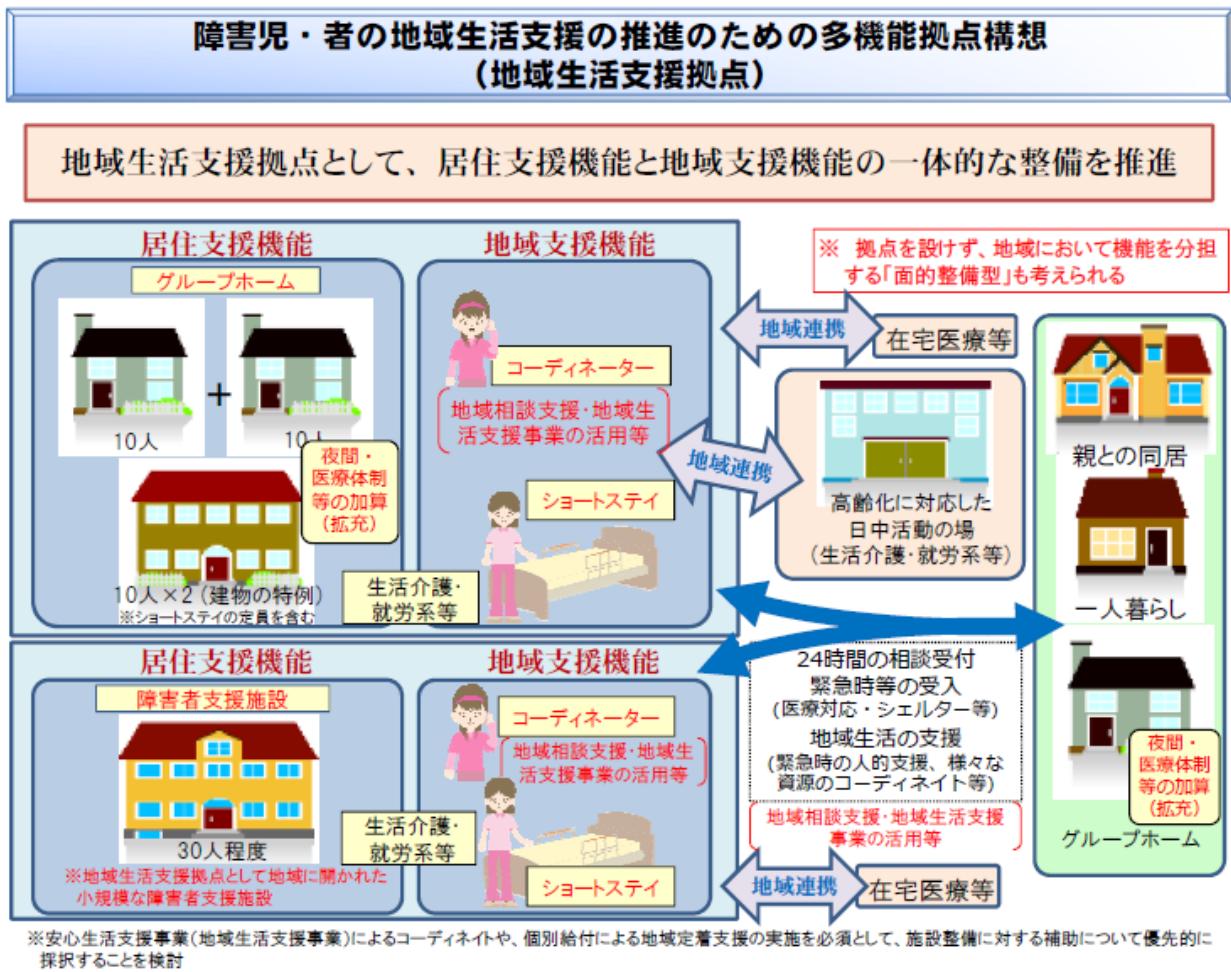 障害児・者の地域生活支援の推進のための多機能拠点構想
（地域生活支援拠点）
地域生活支援拠点として、居住支援機能と地域支援機能の一体的な整備を推進
居住支援機能
グループホーム
＋
10人
10人
夜間・
医療体制
等の加算
（拡充）
10人×2（建物の特例）
※ショートステイの定員を含む
地域支援機能
コーディネーター
地域相談支援・地域生
活支援事業の活用等
ショートステイ
生活介護・
就労系等
※　拠点を設けず、地域において機能を分担
する「面的整備型」も考えられる
地域連携
在宅医療等
地域連携
高齢化に対応した
日中活動の場
（生活介護・就労系等）
親との同居
一人暮らし
夜間・
医療体制
等の加算
（拡充）
グループホーム
居住支援機能
障害者支援施設
30人程度
※地域生活支援拠点として地域に開かれた
小規模な障害者支援施設
地域支援機能
コーディネーター
地域相談支援・地域生
活支援事業の活用等
生活介護・
就労系等
ショートステイ
24時間の相談受付
緊急時等の受入
(医療対応・シェルター等)
地域生活の支援
(緊急時の人的支援、様々な
資源のコーディネイト等)
地域相談支援・地域生活支援
事業の活用等
地域連携
在宅医療等
※安心生活支援事業(地域生活支援事業)によるコーディネイトや、個別給付による地域定着支援の実施を必須として、施設整備に対する補助について優先的に
採択することを検討